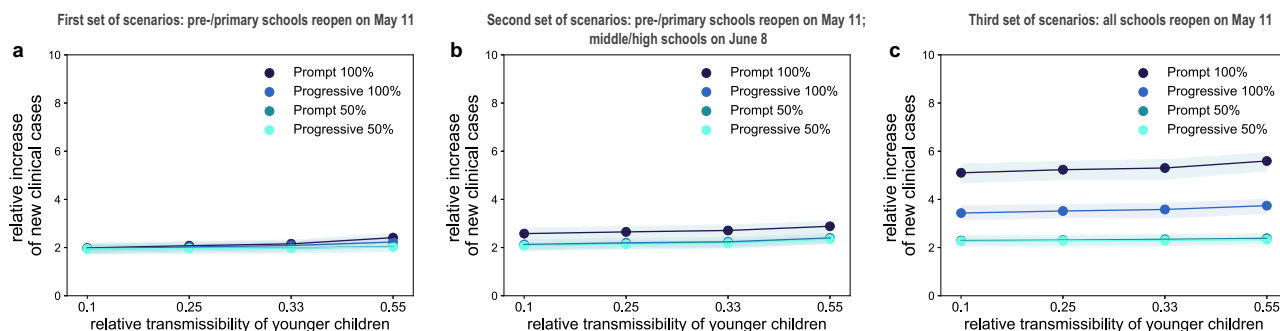 First set of scenarios: pre-/primary schools reopen on May 11
a
10
8
6
4
2
0
relative increase
of new clinical cases
Prompt 100%
Progressive 100%
Prompt 50%
Progressive 50%
0.1
0.25
0.33
0.55
relative transmissibility of younger children
Second set of scenarios: pre-/primary schools reopen on May 11;
middle/high schools on June 8
b
10
8
6
4
2
0
relative increase
of new clinical cases
Prompt 100%
Progressive 100%
Prompt 50%
Progressive 50%
0.1
0.25
0.33
0.55
relative transmissibility of younger children
Third set of scenarios: all schools reopen on May 11
c
10
8
6
4
2
0
relative increase
of new clinical cases
Prompt 100%
Progressive 100%
Prompt 50%
Progressive 50%
0.1
0.25
0.33
0.55
relative transmissibility of younger children